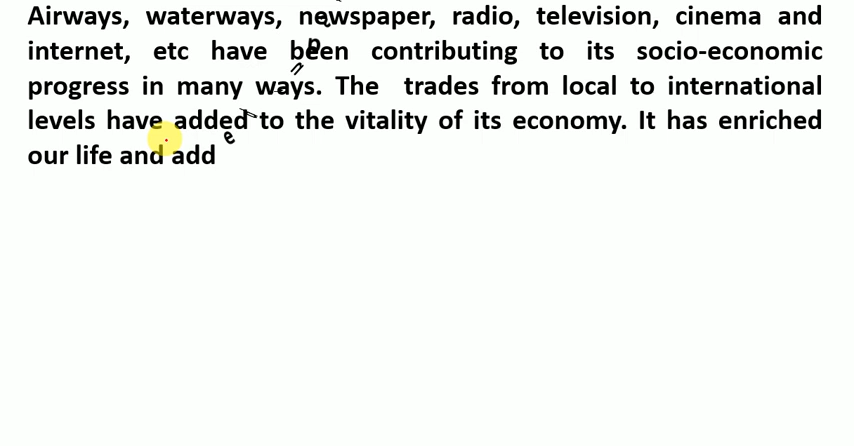 Airways, waterways, newspaper, radio, television, cinema and
internet, etc have been contributing to its socio-economic
progress in many ways. The trades from local to international
levels have added to the vitality of its economy. It has enriched
our life and add e